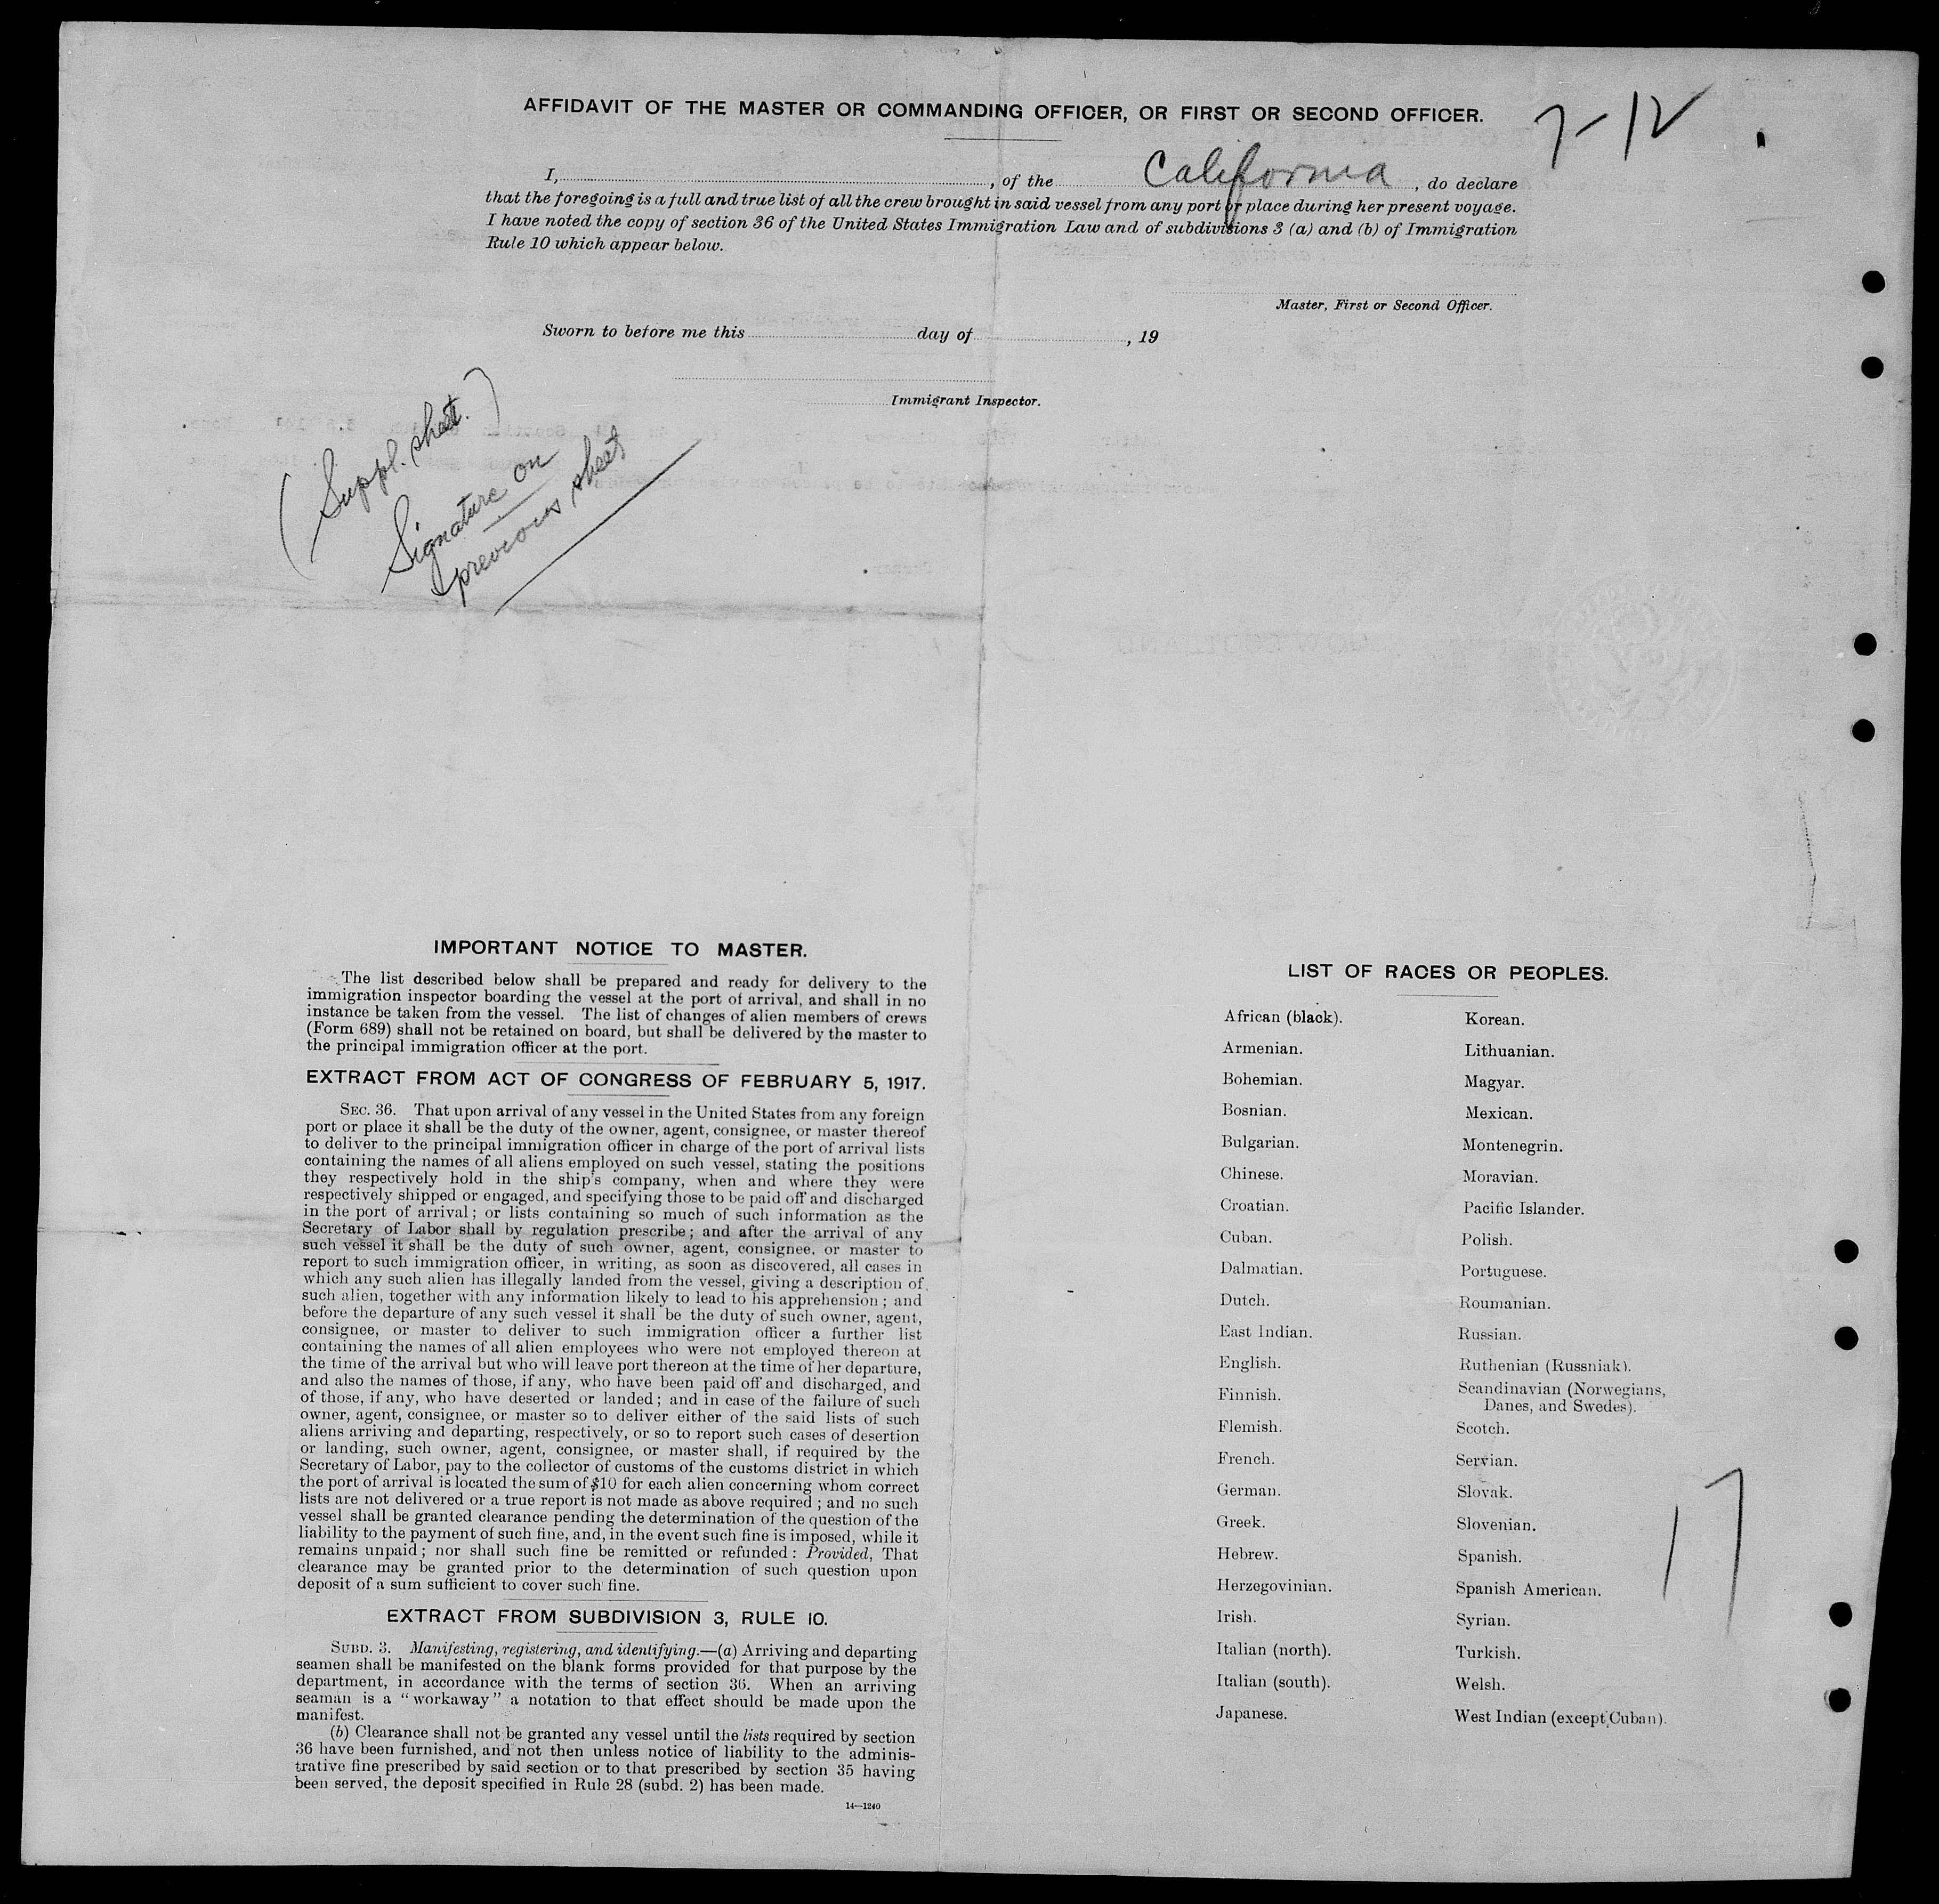 AFFIDAVIT OF THE MASTER OR COMMANDING OFFICER, OR FIRST OR SECOND OFFICER.
7-12
I, , of the California , do declare
that the foregoing is a full and true list of all the crew brought in said vessel from any port or place during her present voyage.
I have noted the copy of section 36 of the United States Immigration Law and of subdivisions 3 (a) and (b) of Immigration
Rule 10 which appear below.
Master, First or Second Officer.
Sworn to before me this day of , 19
Immigrant Inspector.
(Suppl. sheet.)
Signature on
previous sheet
IMPORTANT NOTICE TO MASTER.
The list described below shall be prepared and ready for delivery to the
immigration inspector boarding the vessel at the port of arrival, and shall in no
instance be taken from the vessel. The list of changes of alien members of crews
(Form 689) shall not be retained on board, but shall be delivered by the master to
the principal immigration officer at the port.
EXTRACT FROM ACT OF CONGRESS OF FEBRUARY 5, 1917.
SEC. 36. That upon arrival of any vessel in the United States from any foreign
port or place it shall be the duty of the owner, agent, consignee, or master thereof
to deliver to the principal immigration officer in charge of the port of arrival lists
containing the names of all aliens employed on such vessel, stating the positions
they respectively hold in the ship's company, when and where they were
respectively shipped or engaged, and specifying those to be paid off and discharged
in the port of arrival; or lists containing so much of such information as the
Secretary of Labor shall by regulation prescribe; and after the arrival of any
such vessel it shall be the duty of such owner, agent, consignee, or master to
report to such immigration officer, in writing, as soon as discovered, all cases in
which any such alien has illegally landed from the vessel, giving a description of
such alien, together with any information likely to lead to his apprehension; and
before the departure of any such vessel it shall be the duty of such owner, agent,
consignee, or master to deliver to such immigration officer a further list
containing the names of all alien employees who were not employed thereon at
the time of the arrival but who will leave port thereon at the time of her departure,
and also the names of those, if any, who have been paid off and discharged, and
of those, if any, who have deserted or landed; and in case of the failure of such
owner, agent, consignee, or master so to deliver either of the said lists of such
aliens arriving and departing, respectively, or so to report such cases of desertion
or landing, such owner, agent, consignee, or master shall, if required by the
Secretary of Labor, pay to the collector of customs of the customs district in which
the port of arrival is located the sum of $10 for each alien concerning whom correct
lists are not delivered or a true report is not made as above required; and no such
vessel shall be granted clearance pending the determination of the question of the
liability to the payment of such fine, and, in the event such fine is imposed, while it
remains unpaid; nor shall such fine be remitted or refunded: Provided, That
clearance may be granted prior to the determination of such question upon
deposit of a sum sufficient to cover such fine.
EXTRACT FROM SUBDIVISION 3, RULE 10.
SUBD. 3. Manifesting, registering, and identifying.—(a) Arriving and departing
seamen shall be manifested on the blank forms provided for that purpose by the
department, in accordance with the terms of section 36. When an arriving
seaman is a "workaway" a notation to that effect should be made upon the
manifest.
(b) Clearance shall not be granted any vessel until the lists required by section
36 have been furnished, and not then unless notice of liability to the adminis-
trative fine prescribed by said section or to that prescribed by section 35 having
been served, the deposit specified in Rule 28 (subd. 2) has been made.
14—1240
LIST OF RACES OR PEOPLES.
African (black). Korean.
Armenian. Lithuanian.
Bohemian. Magyar.
Bosnian. Mexican.
Bulgarian. Montenegrin.
Chinese. Moravian.
Croatian. Pacific Islander.
Cuban. Polish.
Dalmatian. Portuguese.
Dutch. Roumanian.
East Indian. Russian.
English. Ruthenian (Russniak).
Finnish. Scandinavian (Norwegians,
Danes, and Swedes).
Flemish. Scotch.
French. Servian.
German. Slovak.
Greek. Slovenian.
Hebrew. Spanish.
Herzegovinian. Spanish American.
Irish. Syrian.
Italian (north). Turkish.
Italian (south). Welsh.
Japanese. West Indian (except Cuban).
17